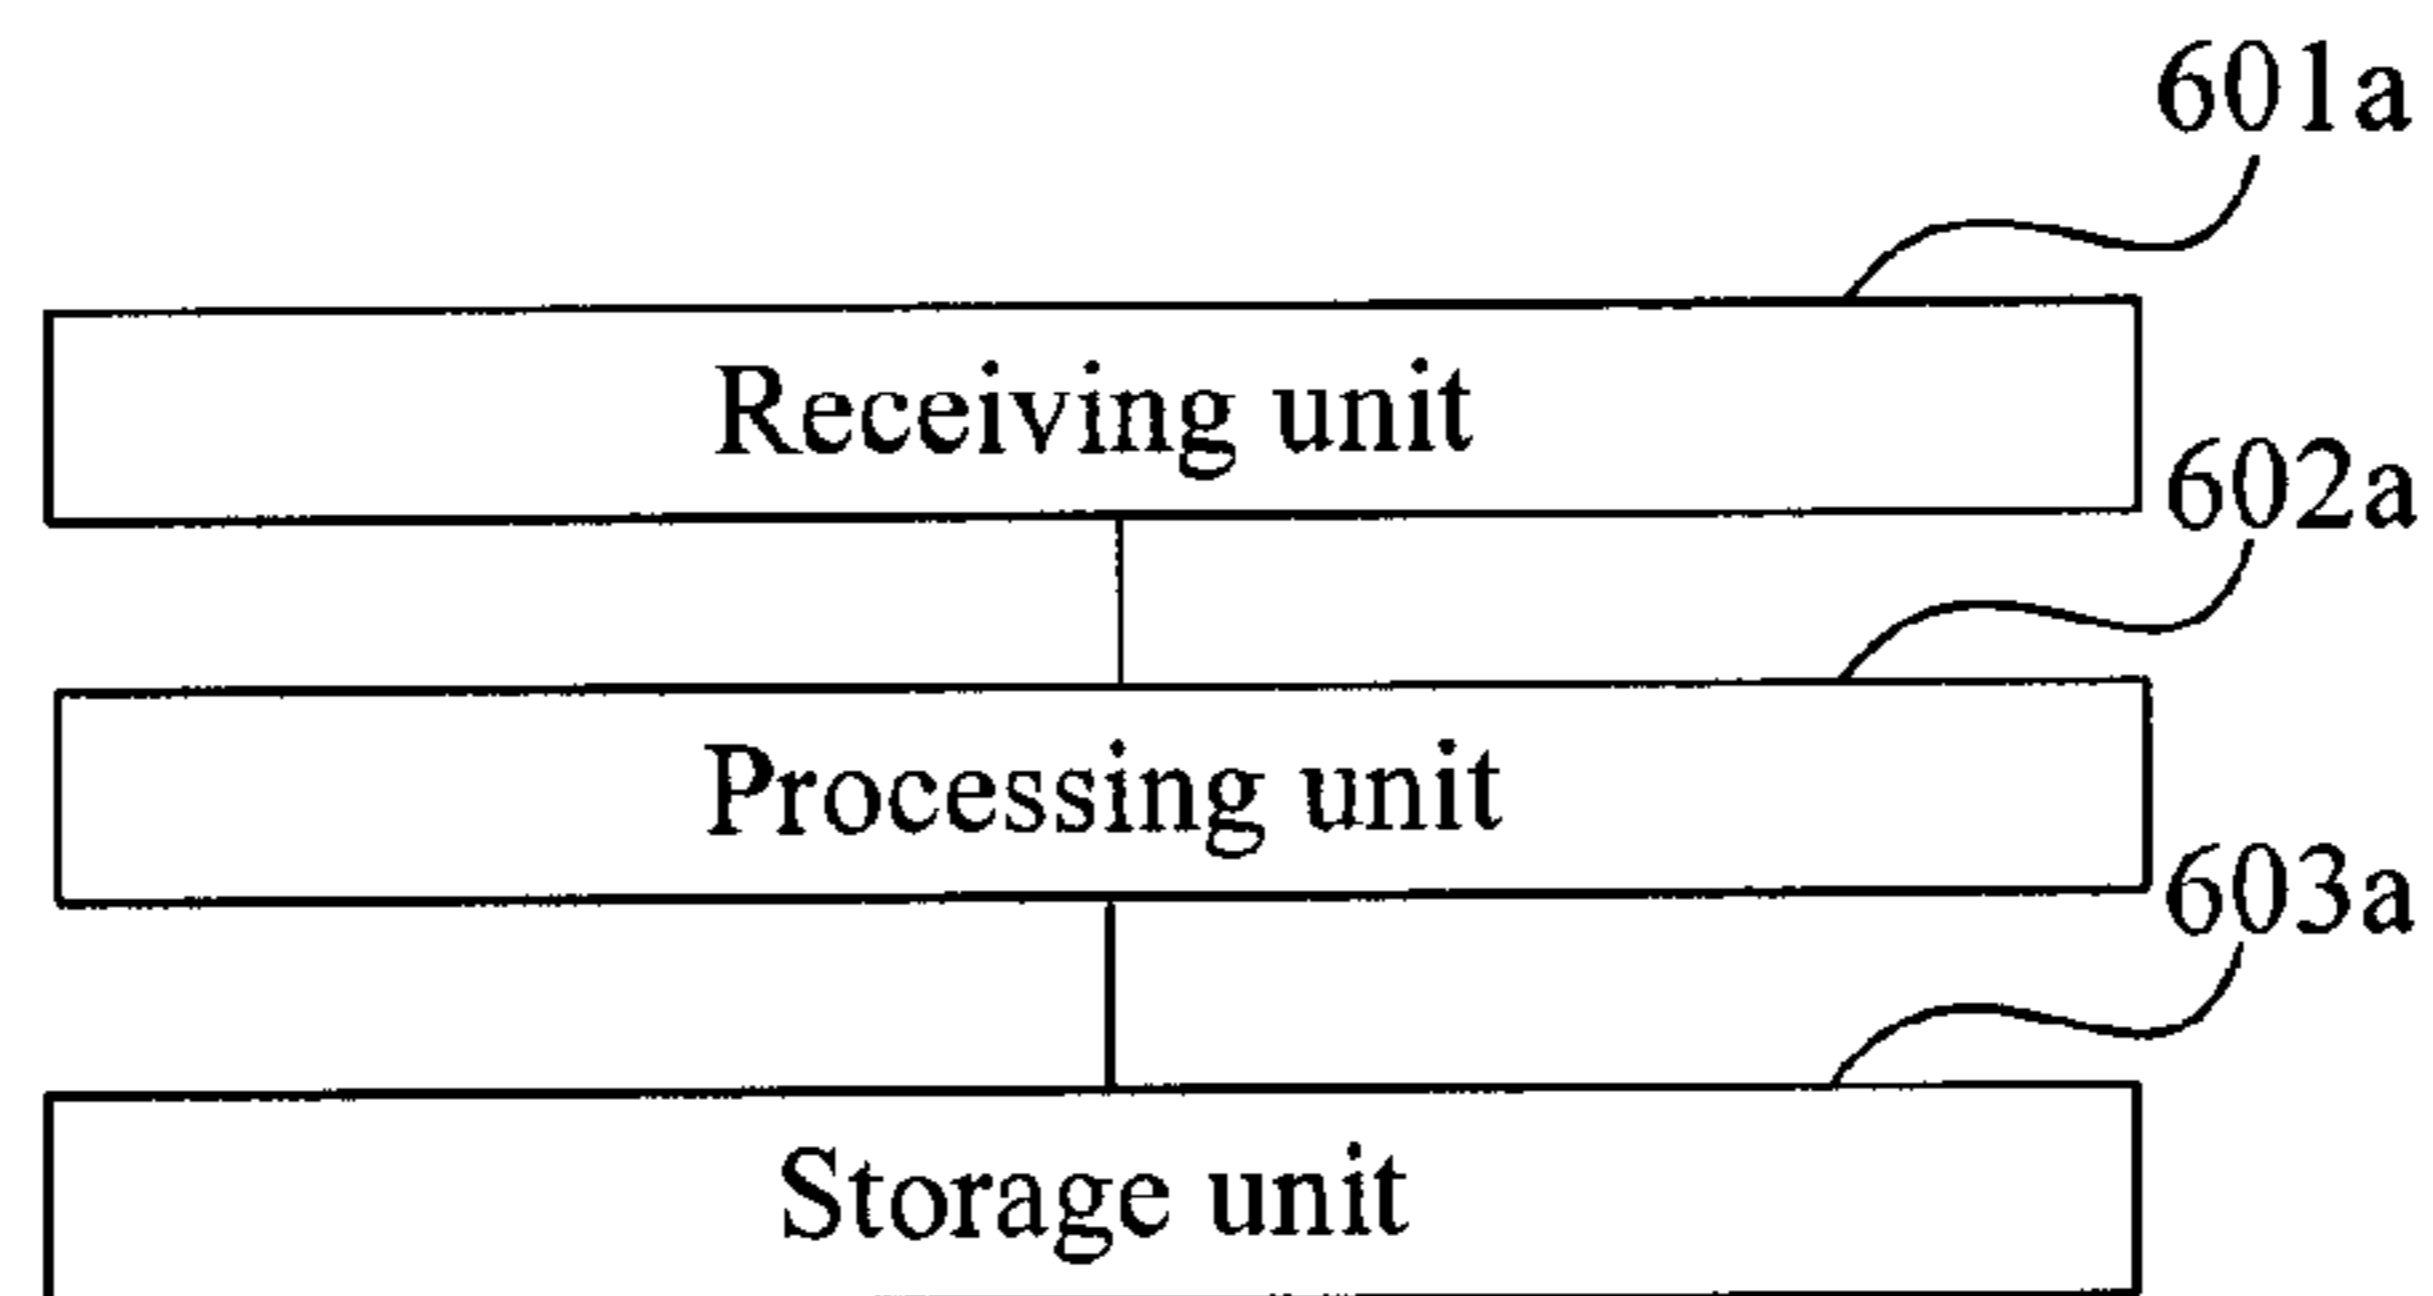 601a
Receiving unit
602a
Processing unit
603a
Storage unit